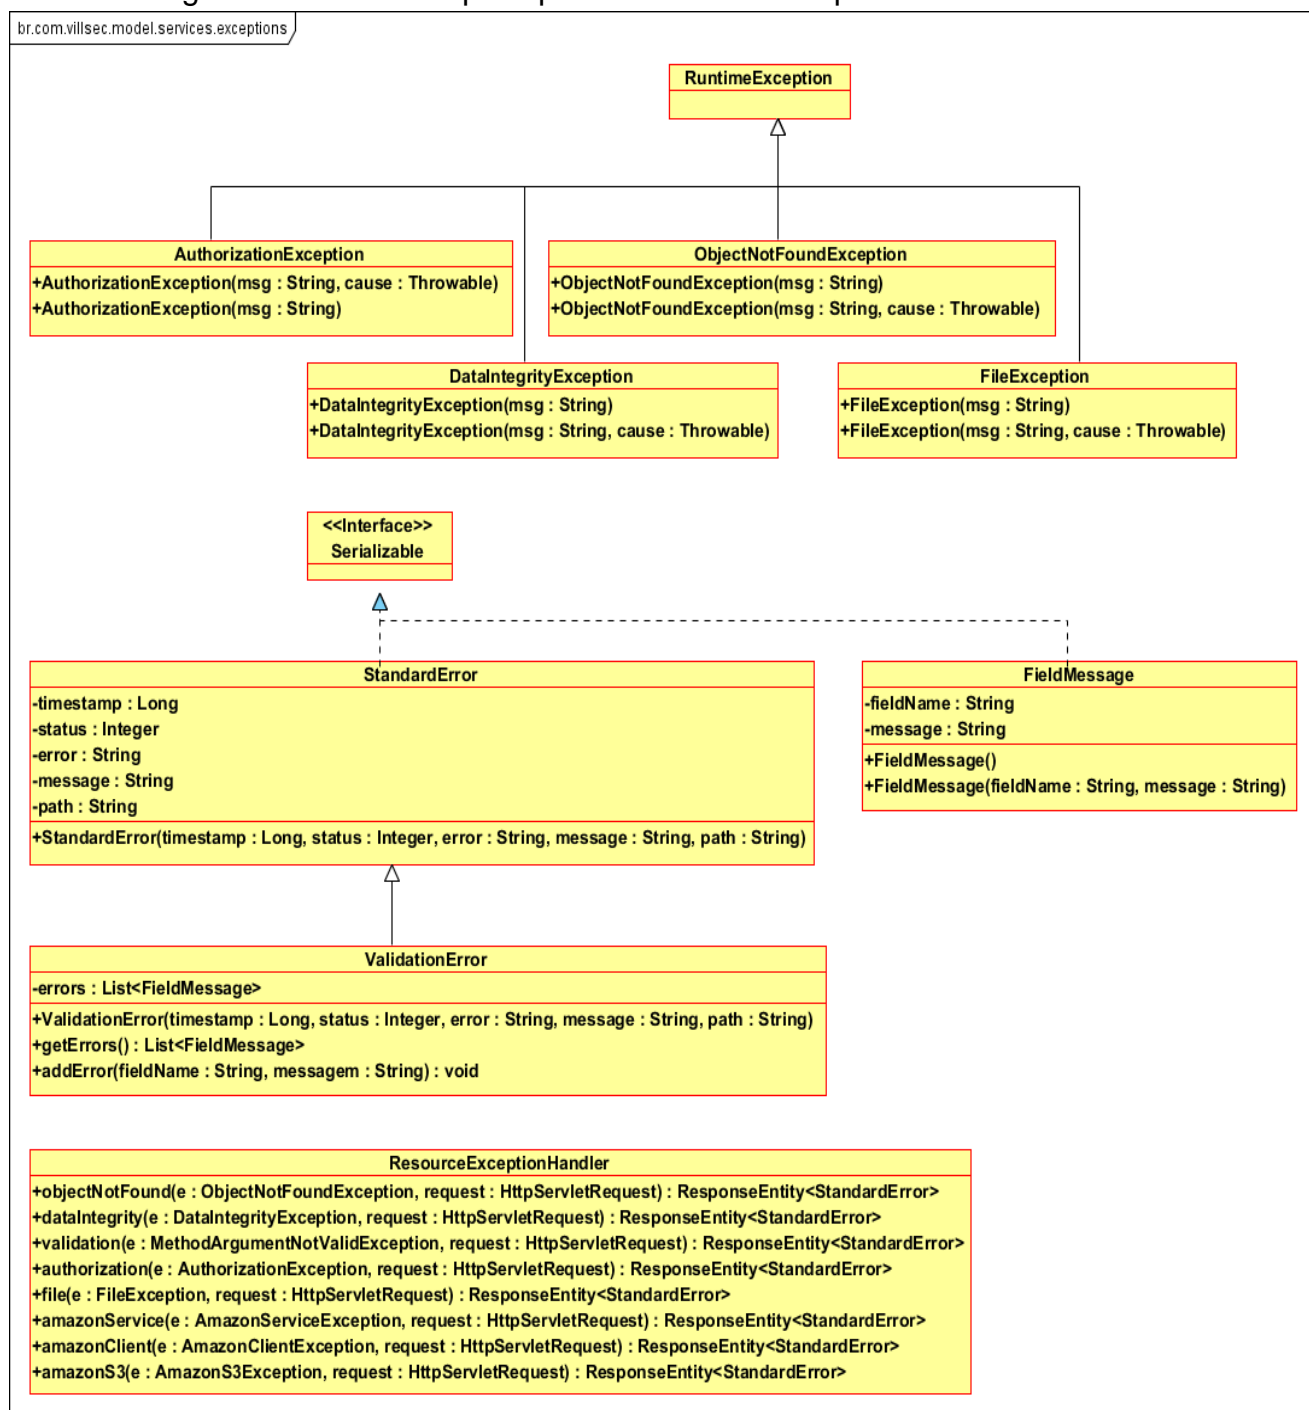 br.com.villsec.model.services.exceptions
RuntimeException
AuthorizationException
+AuthorizationException(msg : String, cause : Throwable)
+AuthorizationException(msg : String)
ObjectNotFoundException
+ObjectNotFoundException(msg : String)
+ObjectNotFoundException(msg : String, cause : Throwable)
DataIntegrityException
+DataIntegrityException(msg : String)
+DataIntegrityException(msg : String, cause : Throwable)
FileException
+FileException(msg : String)
+FileException(msg : String, cause : Throwable)
<<Interface>>
Serializable
StandardError
-timestamp : Long
-status : Integer
-error : String
-message : String
-path : String
+StandardError(timestamp : Long, status : Integer, error : String, message : String, path : String)
FieldMessage
-fieldName : String
-message : String
+FieldMessage()
+FieldMessage(fieldName : String, message : String)
ValidationError
-errors : List<FieldMessage>
+ValidationError(timestamp : Long, status : Integer, error : String, message : String, path : String)
+getErrors() : List<FieldMessage>
+addError(fieldName : String, messagem : String) : void
ResourceExceptionHandler
+objectNotFound(e : ObjectNotFoundException, request : HttpServletRequest) : ResponseEntity<StandardError>
+dataIntegrity(e : DataIntegrityException, request : HttpServletRequest) : ResponseEntity<StandardError>
+validation(e : MethodArgumentNotValidException, request : HttpServletRequest) : ResponseEntity<StandardError>
+authorization(e : AuthorizationException, request : HttpServletRequest) : ResponseEntity<StandardError>
+file(e : FileException, request : HttpServletRequest) : ResponseEntity<StandardError>
+amazonService(e : AmazonServiceException, request : HttpServletRequest) : ResponseEntity<StandardError>
+amazonClient(e : AmazonClientException, request : HttpServletRequest) : ResponseEntity<StandardError>
+amazonS3(e : AmazonS3Exception, request : HttpServletRequest) : ResponseEntity<StandardError>